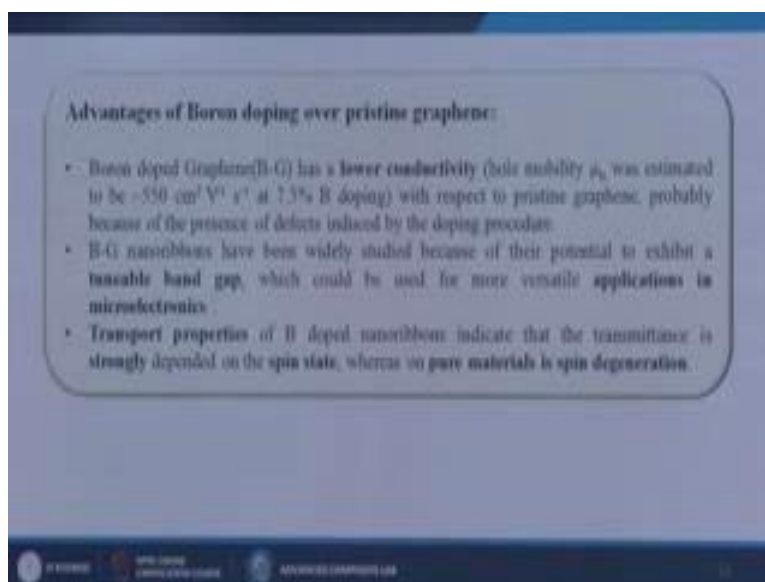 Advantages of Boron doping over pristine graphene:
• Boron doped Graphene(B-G) has a lower conductivity (hole mobility μh was estimated
to be ~550 cm² V⁻¹ s⁻¹ at 7.5% B doping) with respect to pristine graphene, probably
because of the presence of defects induced by the doping procedure
• B-G nanoribbons have been widely studied because of their potential to exhibit a
tuneable band gap, which could be used for more versatile applications in
microelectronics
• Transport properties of B doped nanoribbons indicate that the transmittance is
strongly depended on the spin state, whereas on pure materials is spin degeneration.
ADVANCED COMPOSITE LAB